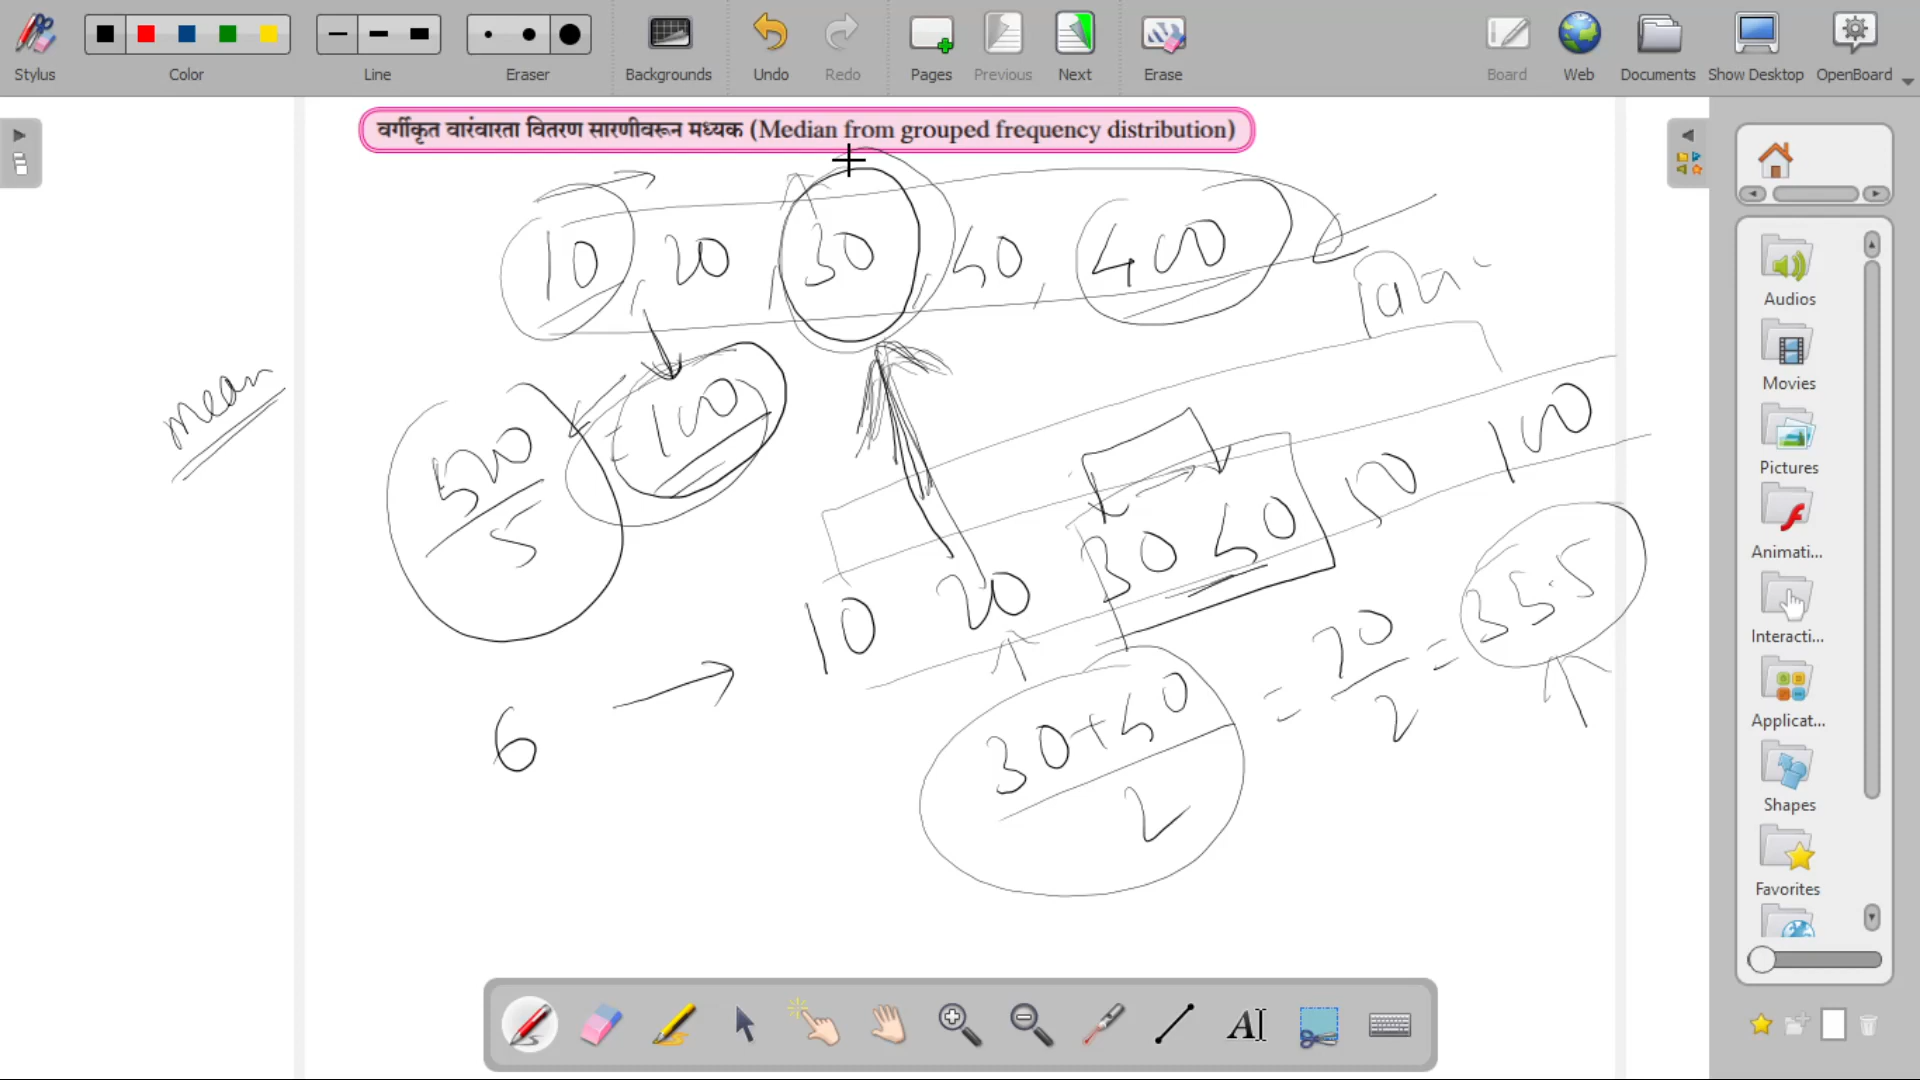 Stylus
Color
Line
Eraser
Backgrounds
Undo
Redo
Pages
Previous
Next
Erase
Board
Web
Documents
Show Desktop
OpenBoard
वर्गीकृत वारंवारता वितरण सारणीवरून मध्यक (Median from grouped frequency distribution)
10, 20, 30, 40, 400
mean
500
5
= 100
10 20 30 40 10 100
6
30+40
2
= 70
2
= 35.5
Audios
Movies
Pictures
Animati...
Interacti...
Applicat...
Shapes
Favorites